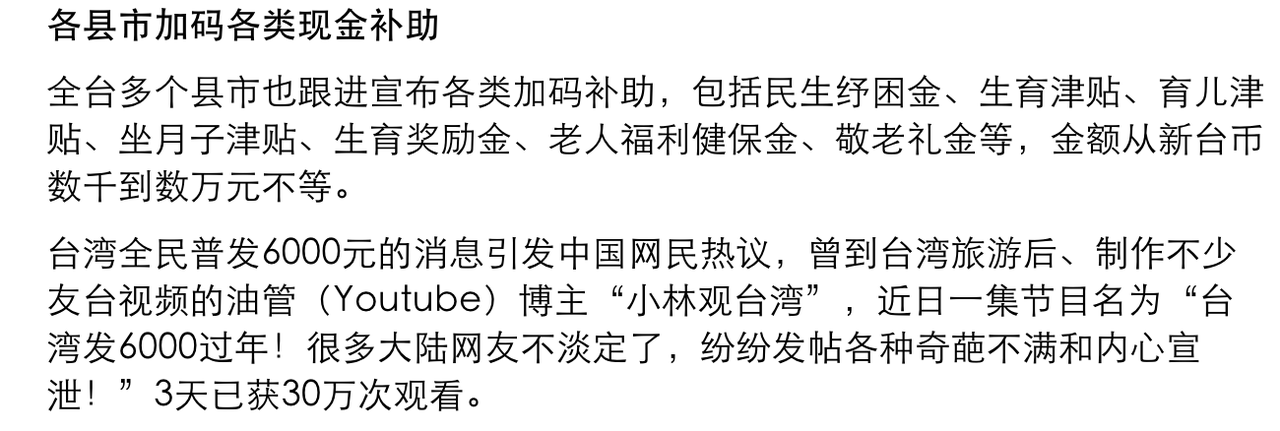 各县市加码各类现金补助
全台多个县市也跟进宣布各类加码补助，包括民生纾困金、生育津贴、育儿津
贴、坐月子津贴、生育奖励金、老人福利健保金、敬老礼金等，金额从新台币
数千到数万元不等。
台湾全民普发6000元的消息引发中国网民热议，曾到台湾旅游后、制作不少
友台视频的油管（Youtube）博主“小林观台湾”，近日一集节目名为“台
湾发6000过年！很多大陆网友不淡定了，纷纷发帖各种奇葩不满和内心宣
泄！”3天已获30万次观看。